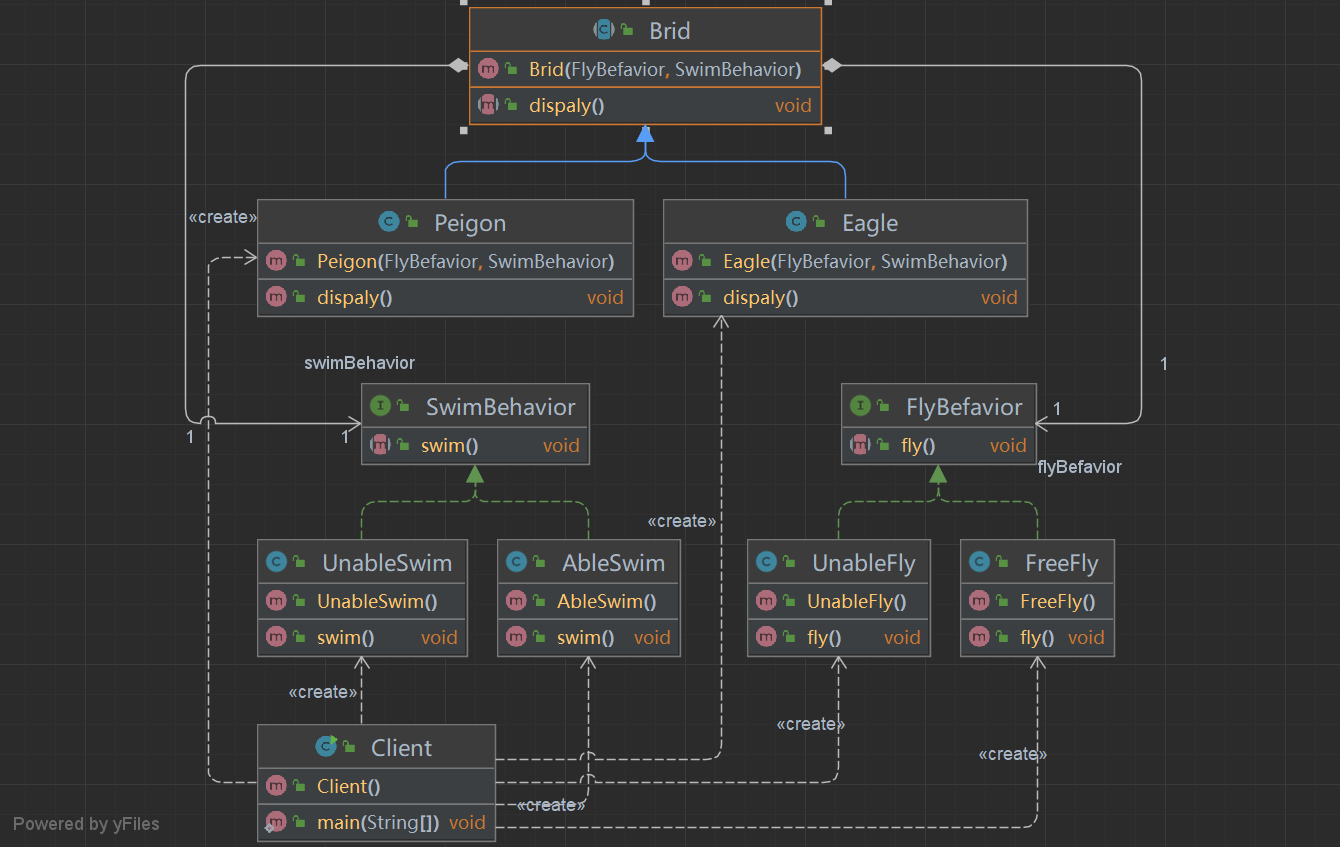 Brid
Brid(FlyBefavior, SwimBehavior)
dispaly() void
«create»
Peigon
Peigon(FlyBefavior, SwimBehavior)
dispaly() void
Eagle
Eagle(FlyBefavior, SwimBehavior)
dispaly() void
swimBehavior
1
SwimBehavior
swim() void
1
1
FlyBefavior
fly() void
1
flyBefavior
«create»
UnableSwim
UnableSwim()
swim() void
AbleSwim
AbleSwim()
swim() void
UnableFly
UnableFly()
fly() void
FreeFly
FreeFly()
fly() void
«create»
«create»
«create»
Client
Client()
main(String[]) void
«create»
Powered by yFiles